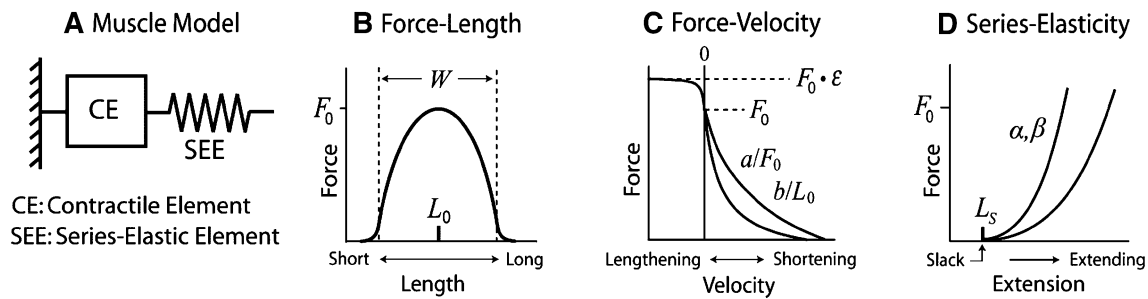 A Muscle Model
CE
SEE
CE: Contractile Element
SEE: Series-Elastic Element
B Force-Length
W
F₀
Force
L₀
Short
Long
Length
C Force-Velocity
0
F₀ • ε
F₀
Force
a/F₀
b/L₀
Lengthening
Shortening
Velocity
D Series-Elasticity
F₀
α, β
Force
Lₛ
Slack
Extending
Extension